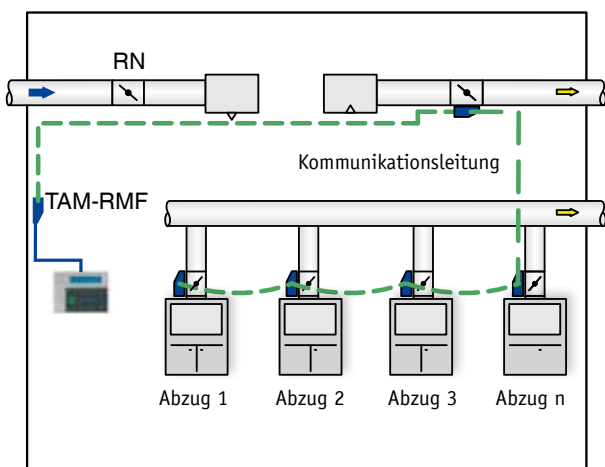 RN
Kommunikationsleitung
TAM-RMF
Abzug 1
Abzug 2
Abzug 3
Abzug n